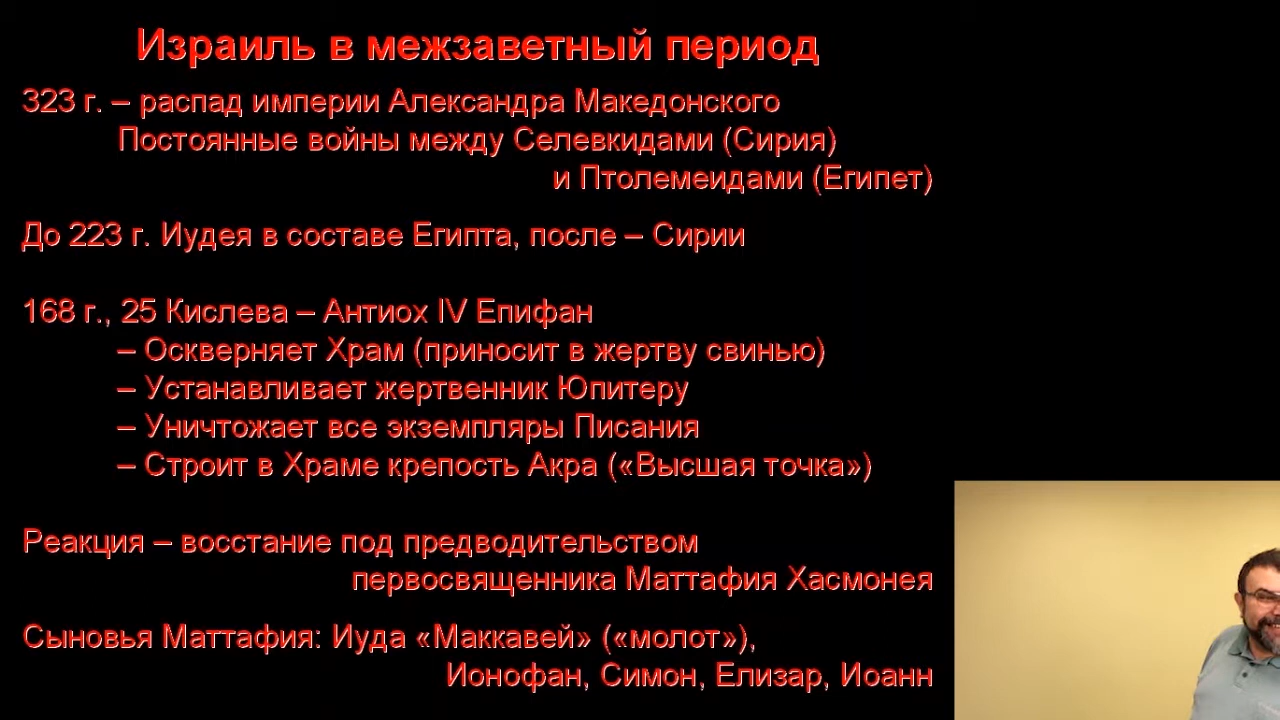 Израиль в межзаветный период
323 г. – распад империи Александра Македонского
Постоянные войны между Селевкидами (Сирия)
и Птолемеидами (Египет)
До 223 г. Иудея в составе Египта, после – Сирии
168 г., 25 Кислева – Антиох IV Епифан
– Оскверняет Храм (приносит в жертву свинью)
– Устанавливает жертвенник Юпитеру
– Уничтожает все экземпляры Писания
– Строит в Храме крепость Акра («Высшая точка»)
Реакция – восстание под предводительством
первосвященника Маттафия Хасмонея
Сыновья Маттафия: Иуда «Маккавей» («молот»),
Ионофан, Симон, Елизар, Иоанн